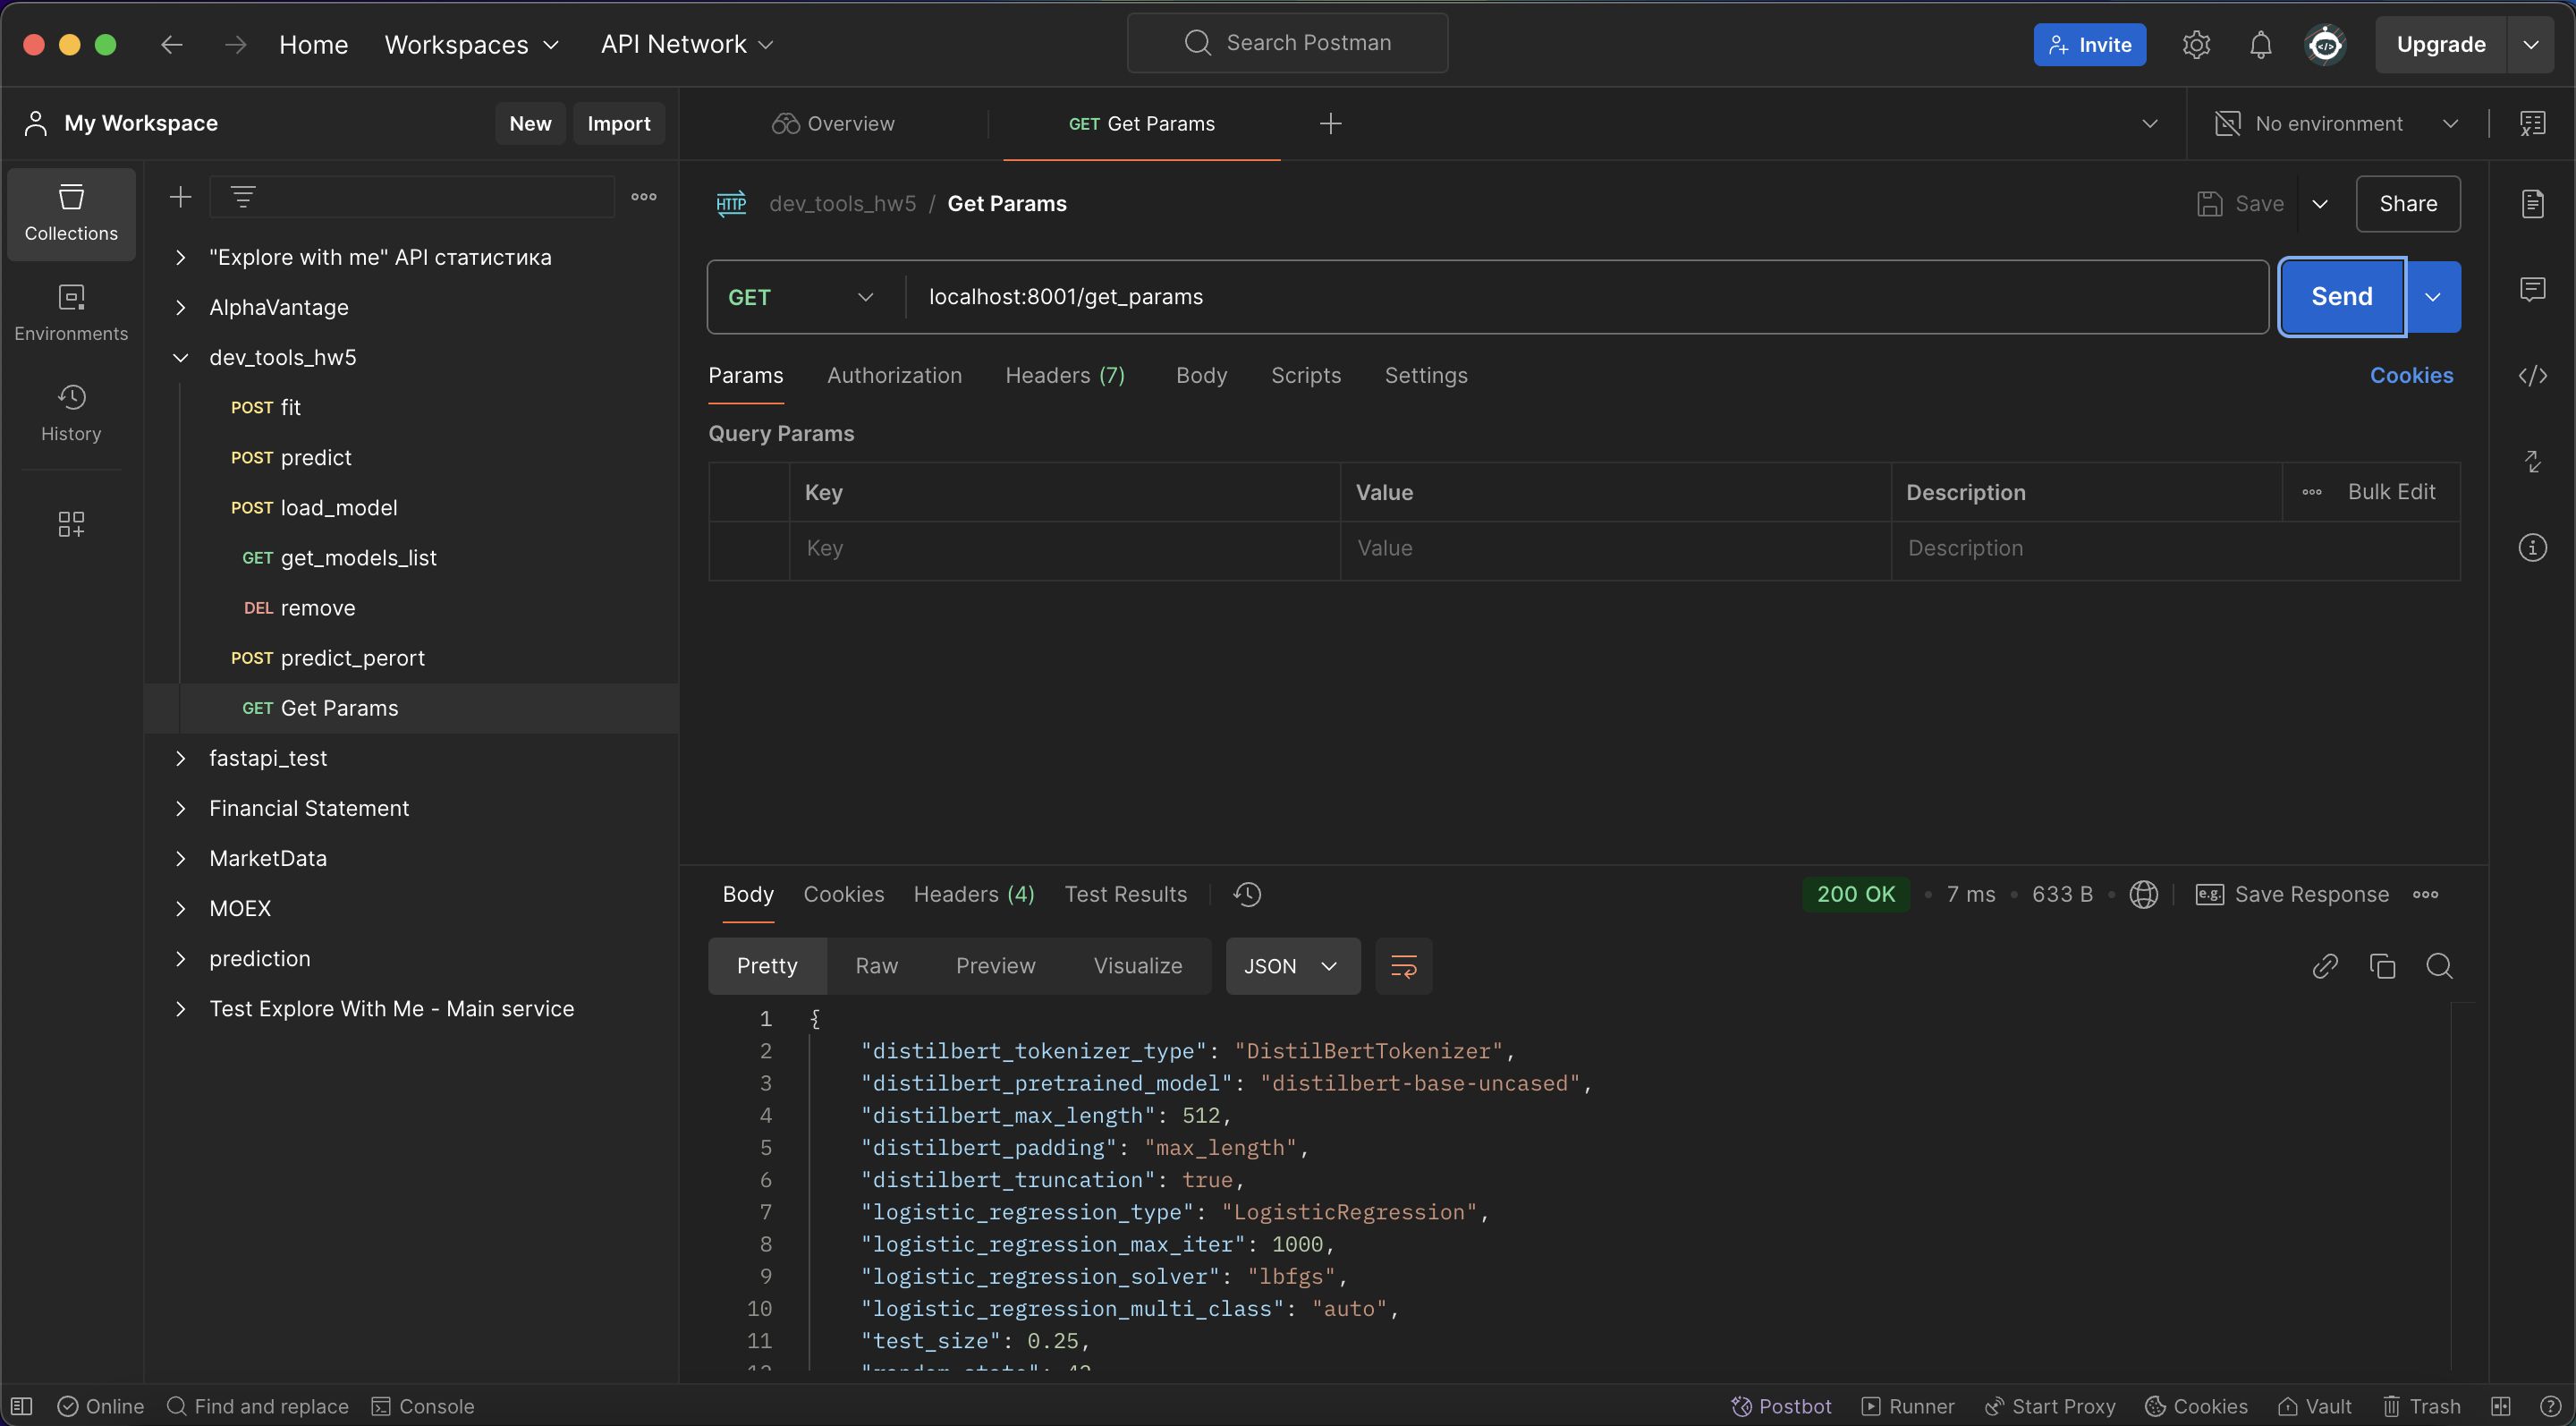 Home Workspaces API Network Search Postman Invite Upgrade
My Workspace New Import
Overview GET Get Params No environment
Collections
Environments
History
"Explore with me" API статистика
AlphaVantage
dev_tools_hw5
POST fit
POST predict
POST load_model
GET get_models_list
DEL remove
POST predict_perort
GET Get Params
fastapi_test
Financial Statement
MarketData
MOEX
prediction
Test Explore With Me - Main service
HTTP dev_tools_hw5 / Get Params Save Share
GET localhost:8001/get_params Send
Params Authorization Headers (7) Body Scripts Settings Cookies
Query Params
Key Value Description Bulk Edit
Key Value Description
Body Cookies Headers (4) Test Results 200 OK 7 ms 633 B e.g. Save Response
Pretty Raw Preview Visualize JSON
1 {
2 "distilbert_tokenizer_type": "DistilBertTokenizer",
3 "distilbert_pretrained_model": "distilbert-base-uncased",
4 "distilbert_max_length": 512,
5 "distilbert_padding": "max_length",
6 "distilbert_truncation": true,
7 "logistic_regression_type": "LogisticRegression",
8 "logistic_regression_max_iter": 1000,
9 "logistic_regression_solver": "lbfgs",
10 "logistic_regression_multi_class": "auto",
11 "test_size": 0.25,
Online Find and replace Console Postbot Runner Start Proxy Cookies Vault Trash